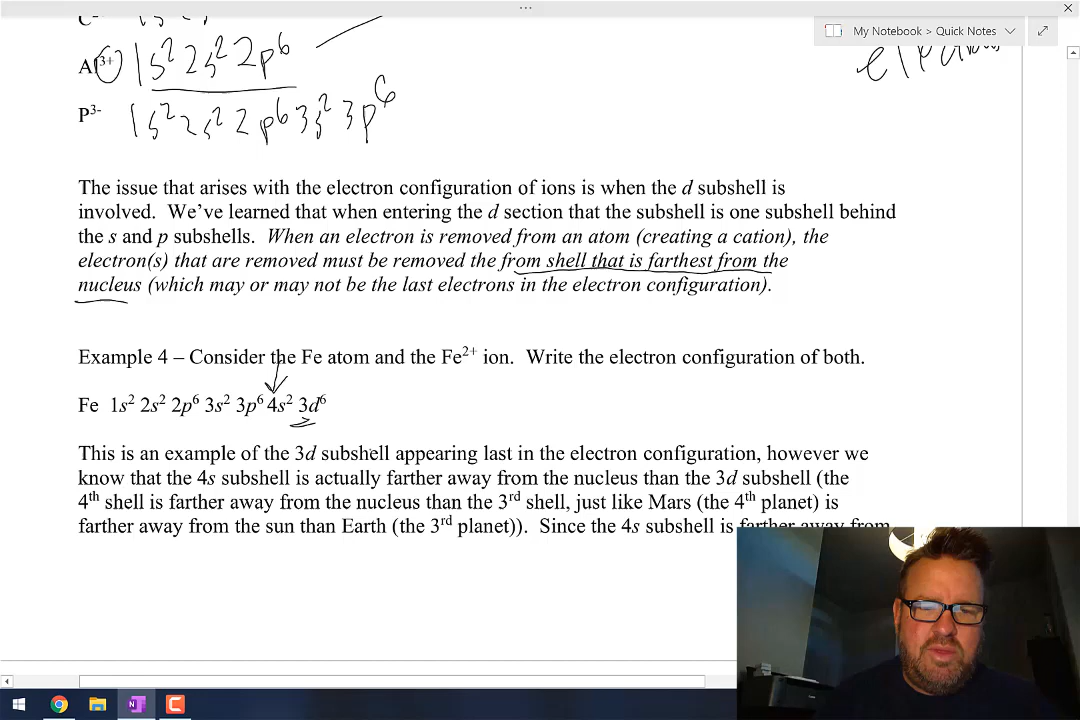 My Notebook > Quick Notes
Al3+ 1s2 2s2 2p6
P3- 1s2 2s2 2p6 3s2 3p6
The issue that arises with the electron configuration of ions is when the d subshell is
involved. We've learned that when entering the d section that the subshell is one subshell behind
the s and p subshells. When an electron is removed from an atom (creating a cation), the
electron(s) that are removed must be removed the from shell that is farthest from the
nucleus (which may or may not be the last electrons in the electron configuration).
Example 4 – Consider the Fe atom and the Fe2+ ion. Write the electron configuration of both.
Fe 1s2 2s2 2p6 3s2 3p6 4s2 3d6
This is an example of the 3d subshell appearing last in the electron configuration, however we
know that the 4s subshell is actually farther away from the nucleus than the 3d subshell (the
4th shell is farther away from the nucleus than the 3rd shell, just like Mars (the 4th planet) is
farther away from the sun than Earth (the 3rd planet)). Since the 4s subshell is farther away from